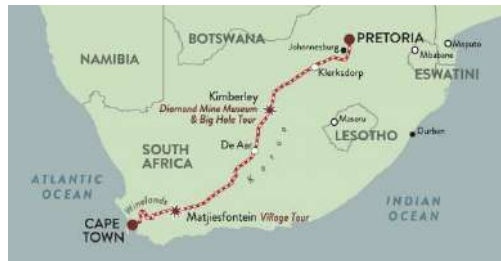 BOTSWANA
NAMIBIA
PRETORIA
Johannesburg
Maputo
Mbabane
ESWATINI
Klerksdorp
Kimberley
Diamond Mine Museum
& Big Hole Tour
Maseru
LESOTHO
Durban
De Aar
SOUTH
AFRICA
Karoo
ATLANTIC
OCEAN
INDIAN
OCEAN
Winelands
CAPE
TOWN
Matjiesfontein Village Tour